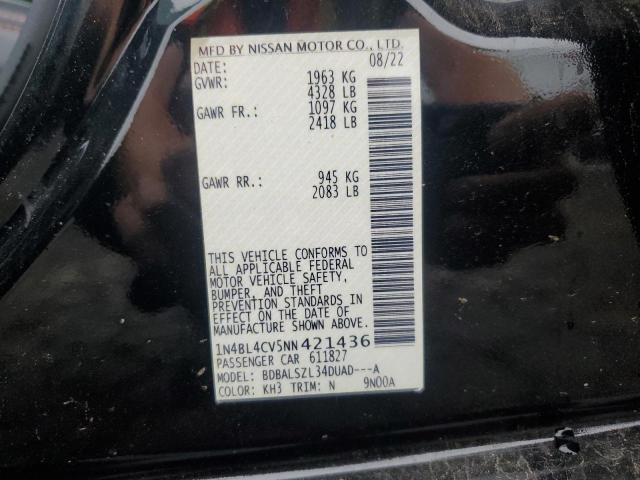 MFD BY NISSAN MOTOR CO., LTD.
DATE: 08/22
GVWR: 1963 KG
4328 LB
GAWR FR.: 1097 KG
2418 LB
GAWR RR.: 945 KG
2083 LB
THIS VEHICLE CONFORMS TO
ALL APPLICABLE FEDERAL
MOTOR VEHICLE SAFETY,
BUMPER, AND THEFT
PREVENTION STANDARDS IN
EFFECT ON THE DATE OF
MANUFACTURE SHOWN ABOVE.
1N4BL4CV5NN421436
PASSENGER CAR 611827
MODEL: BDBALSZL34DUAD---A
COLOR: KH3 TRIM: N 9N00A